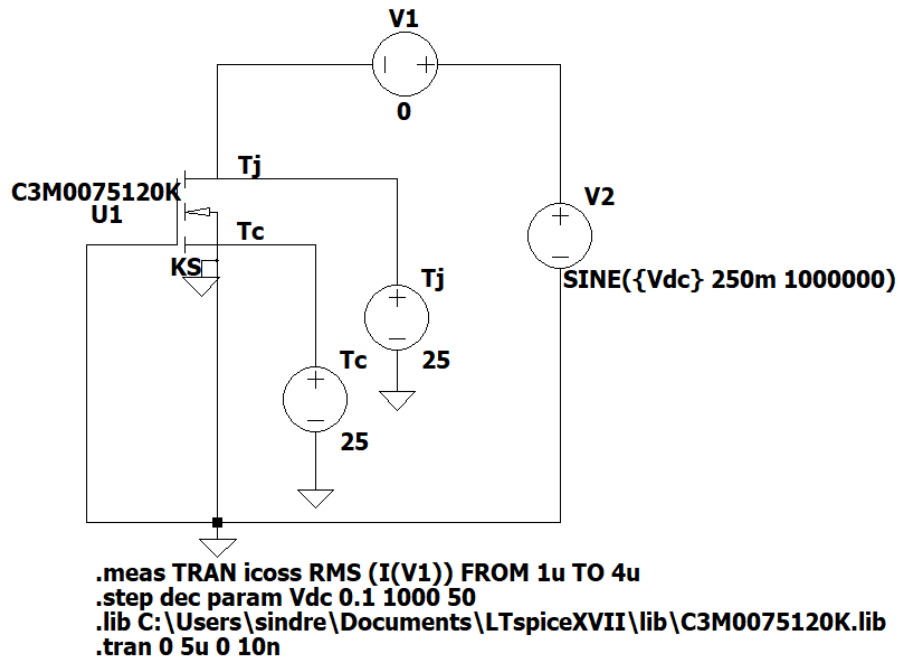 V1
0
Tj
C3M0075120K
U1
V2
Tc
KS
SINE({Vdc} 250m 1000000)
Tj
25
Tc
25
.meas TRAN icoss RMS (I(V1)) FROM 1u TO 4u
.step dec param Vdc 0.1 1000 50
.lib C:\Users\sindre\Documents\LTspiceXVII\lib\C3M0075120K.lib
.tran 0 5u 0 10n